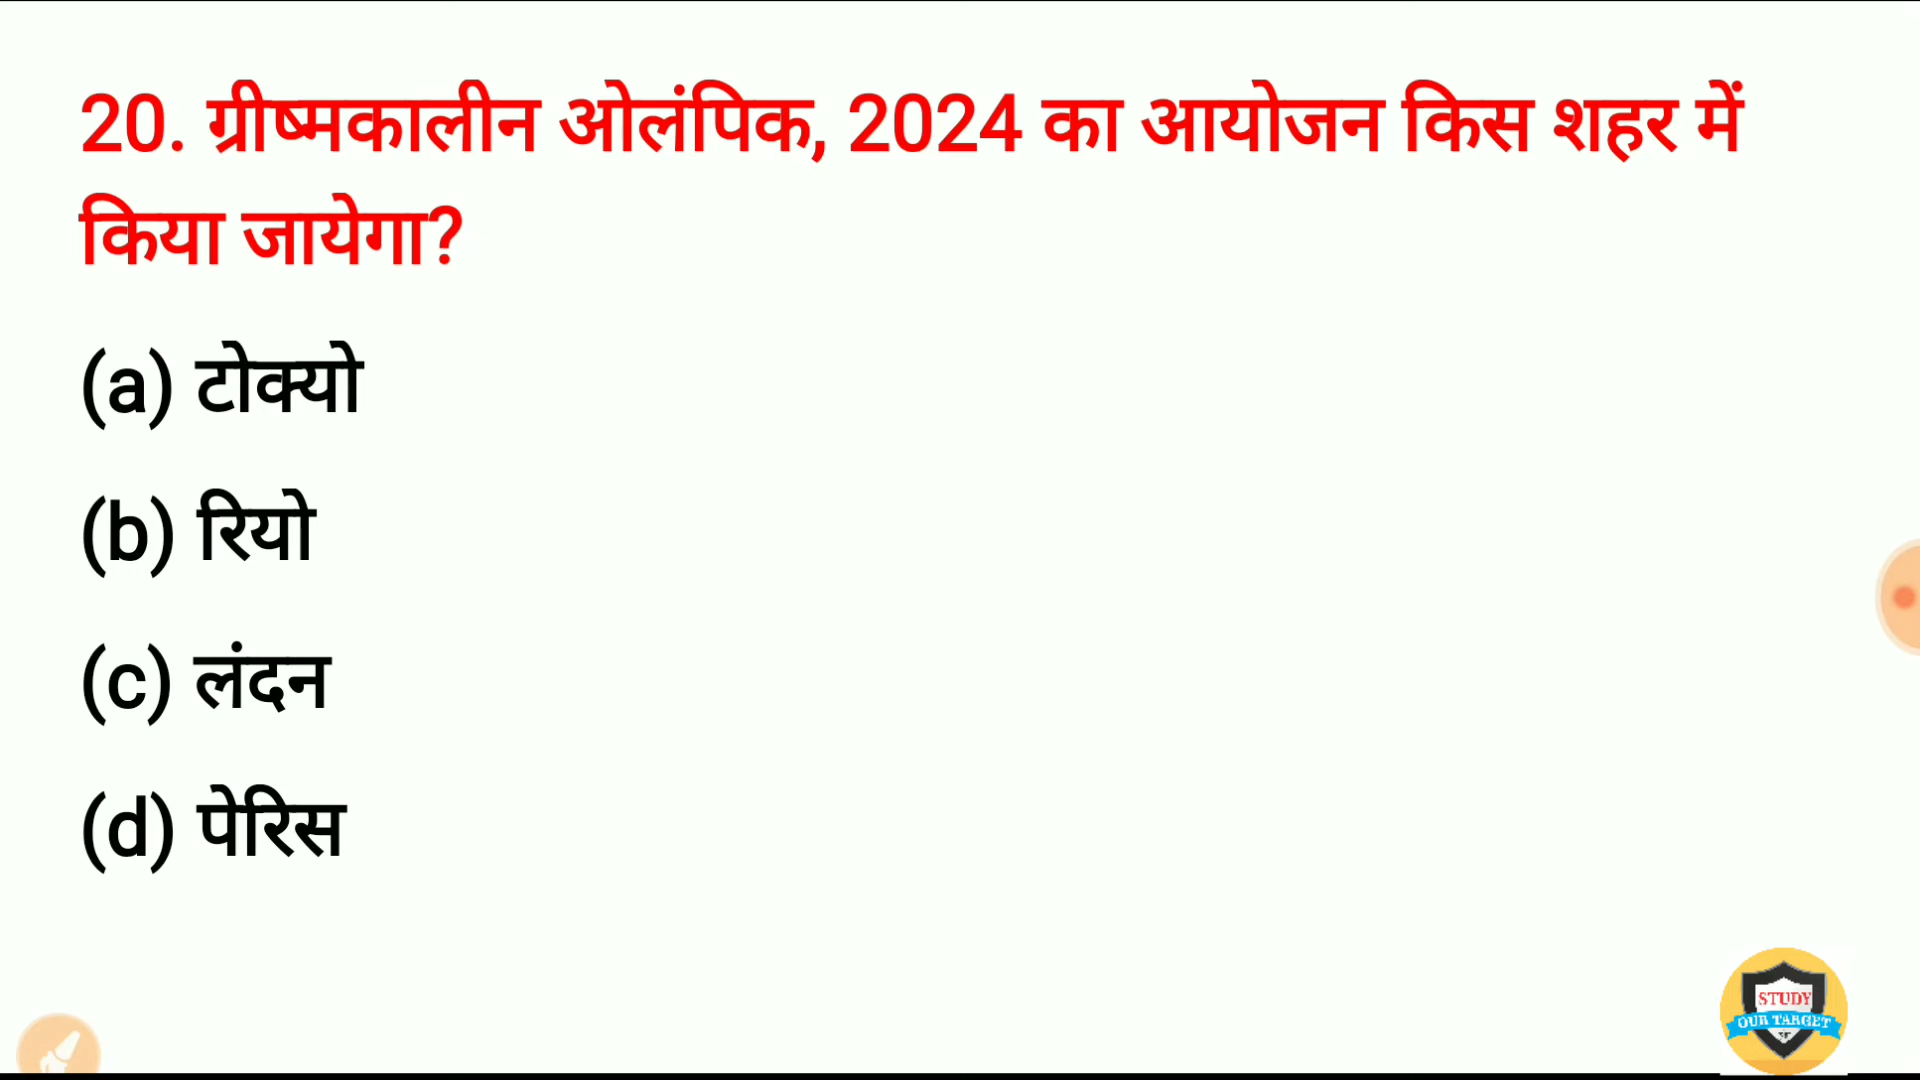 20. ग्रीष्मकालीन ओलंपिक, 2024 का आयोजन किस शहर में
किया जायेगा?
(a) टोक्यो
(b) रियो
(c) लंदन
(d) पेरिस
STUDY
OUR TARGET